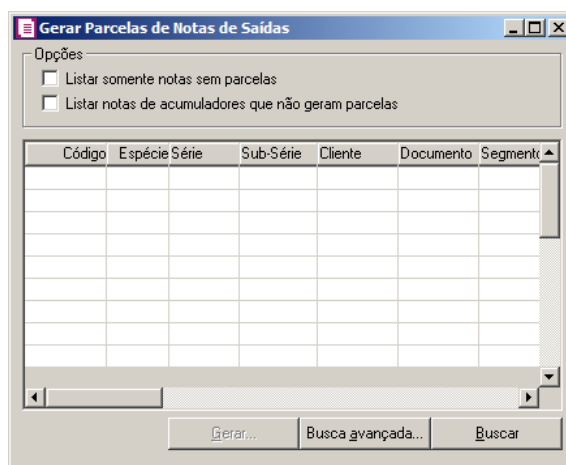 Gerar Parcelas de Notas de Saídas
Opções
Listar somente notas sem parcelas
Listar notas de acumuladores que não geram parcelas
Código Espécie Série Sub-Série Cliente Documento Segmento
Gerar... Busca avançada... Buscar